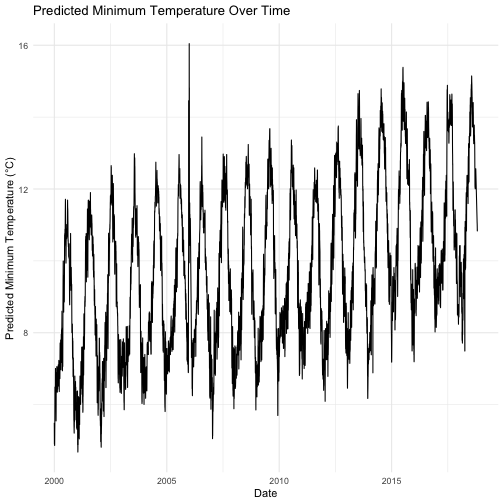 Predicted Minimum Temperature Over Time
Predicted Minimum Temperature (°C)
16
12
8
2000 2005 2010 2015
Date